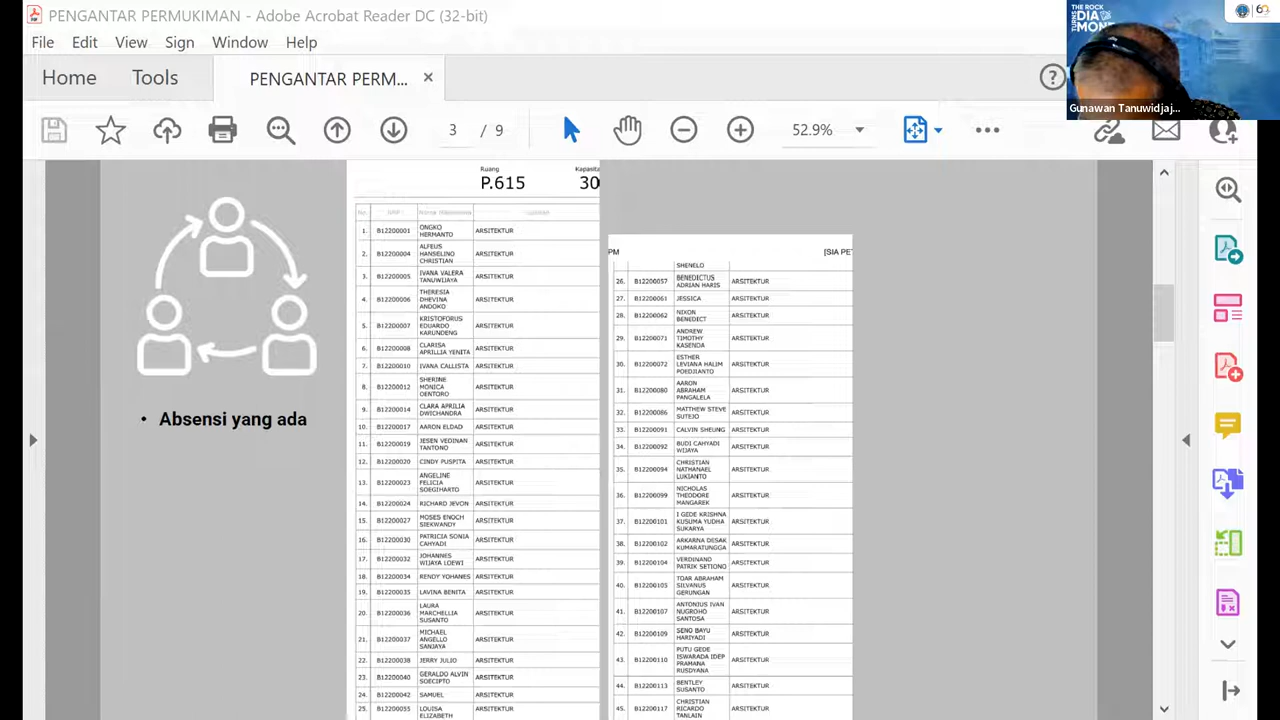 PENGANTAR PERMUKIMAN - Adobe Acrobat Reader DC (32-bit)
File Edit View Sign Window Help
Home Tools PENGANTAR PERM... ×
3 / 9 52.9%
THE ROCK
TURNS
DIA
MOND
Gunawan Tanuwidjaj...
Absensi yang ada
Ruang Kapasita
P.615 30
No.
1. B12200001 ONGKO HERMANTO ARSITEKTUR
2. B12200004 ALFEUS HANSELINO CHRISTIAN ARSITEKTUR
3. B12200005 IVANA VALERA TANUWIJAYA ARSITEKTUR
4. B12200006 THERESIA DHEVINA ANDOKO ARSITEKTUR
5. B12200007 KRISTOFORUS EDUARDO KARUNDENG ARSITEKTUR
6. B12200008 CLARISA APRILLIA YENITA ARSITEKTUR
7. B12200010 IVANA CALLISTA ARSITEKTUR
8. B12200012 SHERINE MONICA OENTORO ARSITEKTUR
9. B12200014 CLARA APRILIA DWICHANDRA ARSITEKTUR
10. B12200017 AARON ELDAD ARSITEKTUR
11. B12200019 JESEN VEDINAN TANTONO ARSITEKTUR
12. B12200020 CINDY PUSPITA ARSITEKTUR
13. B12200023 ANGELINE FELICIA SOEGIHARTO ARSITEKTUR
14. B12200024 RICHARD JEVON ARSITEKTUR
15. B12200027 MOSES ENOCH SIEKWANDY ARSITEKTUR
16. B12200030 PATRICIA SONIA CAHYADI ARSITEKTUR
17. B12200032 JOHANNES WIJAYA LOEWI ARSITEKTUR
18. B12200034 RENDY YOHANES ARSITEKTUR
19. B12200035 LAVINA BENITA ARSITEKTUR
20. B12200036 LAURA MARCHELLIA SUSANTO ARSITEKTUR
21. B12200037 MICHAEL ANGELLO SANJAYA ARSITEKTUR
22. B12200038 JERRY JULIO ARSITEKTUR
23. B12200040 GERALDO ALVIN SOECIPTO ARSITEKTUR
24. B12200042 SAMUEL ARSITEKTUR
25. B12200055 LOUISA ELIZABETH ARSITEKTUR
PM [SIA PET
SHENELO
26. B12200057 BENEDICTUS ADRIAN HARIS ARSITEKTUR
27. B12200061 JESSICA ARSITEKTUR
28. B12200062 NIXON BENEDICT ARSITEKTUR
29. B12200071 ANDREW TIMOTHY KASENDA ARSITEKTUR
30. B12200072 ESTHER LEVIANA HALIM POEDJIANTO ARSITEKTUR
31. B12200080 AARON ABRAHAM PANGALELA ARSITEKTUR
32. B12200086 MATTHEW STEVE SUTEJO ARSITEKTUR
33. B12200091 CALVIN SHEUNG ARSITEKTUR
34. B12200092 BUDI CAHYADI WIJAYA ARSITEKTUR
35. B12200094 CHRISTIAN NATHANAEL LUKIANTO ARSITEKTUR
36. B12200099 NICHOLAS THEODORE MANGAREK ARSITEKTUR
37. B12200101 I GEDE KRISHNA KUSUMA YUDHA SUKARYA ARSITEKTUR
38. B12200102 ARKARNA DESAK KUMARATUNGGA ARSITEKTUR
39. B12200104 VERDINAND PATRIK SETIONO ARSITEKTUR
40. B12200105 TOAR ABRAHAM SILVANUS GERUNGAN ARSITEKTUR
41. B12200107 ANTONIUS IVAN NUGROHO SANTOSA ARSITEKTUR
42. B12200109 SENO BAYU HARIYADI ARSITEKTUR
43. B12200110 PUTU GEDE ISWARADA IDEP PRAMANA RUSDYANA ARSITEKTUR
44. B12200113 BENTLEY SUSANTO ARSITEKTUR
45. B12200117 CHRISTIAN RICARDO TANLAIN ARSITEKTUR